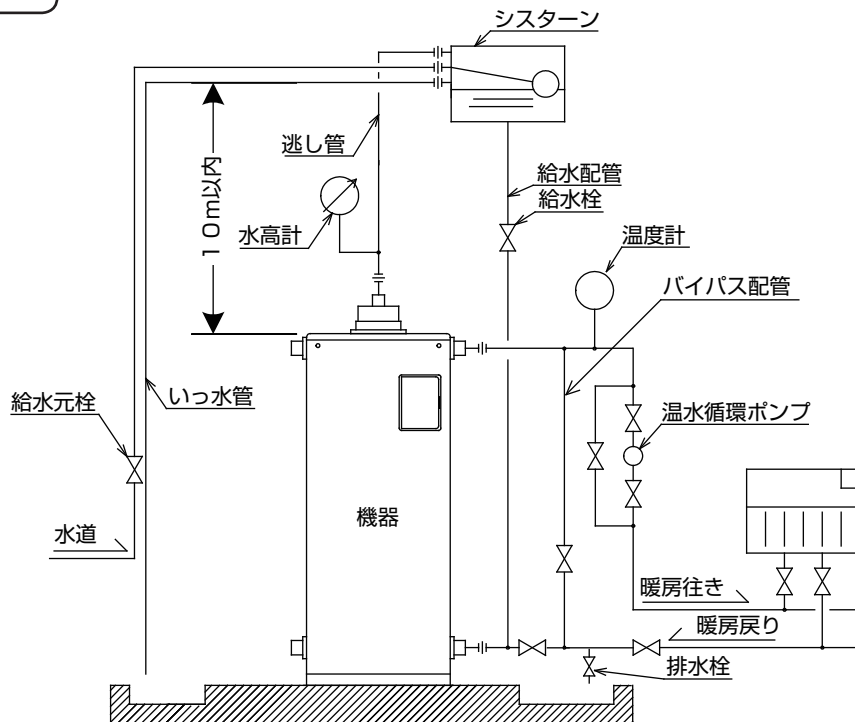 シスターン
逃し管
10m以内
給水配管
給水栓
水高計
温度計
バイパス配管
給水元栓
いっ水管
温水循環ポンプ
機器
水道
暖房往き
暖房戻り
排水栓